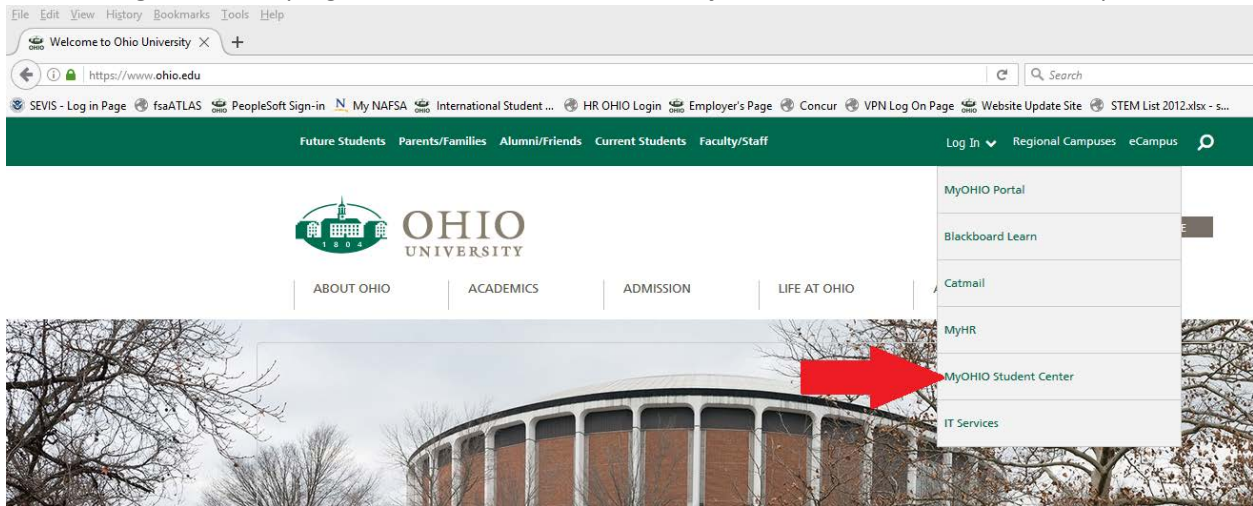 File Edit View History Bookmarks Tools Help
Welcome to Ohio University
https://www.ohio.edu Search
SEVIS - Log in Page fsaATLAS PeopleSoft Sign-in My NAFSA International Student ... HR OHIO Login Employer's Page Concur VPN Log On Page Website Update Site STEM List 2012.xlsx - s...
Future Students Parents/Families Alumni/Friends Current Students Faculty/Staff Log In Regional Campuses eCampus
MyOHIO Portal
1804 OHIO
UNIVERSITY
Blackboard Learn
ABOUT OHIO ACADEMICS ADMISSION LIFE AT OHIO
Catmail
MyHR
MyOHIO Student Center
IT Services